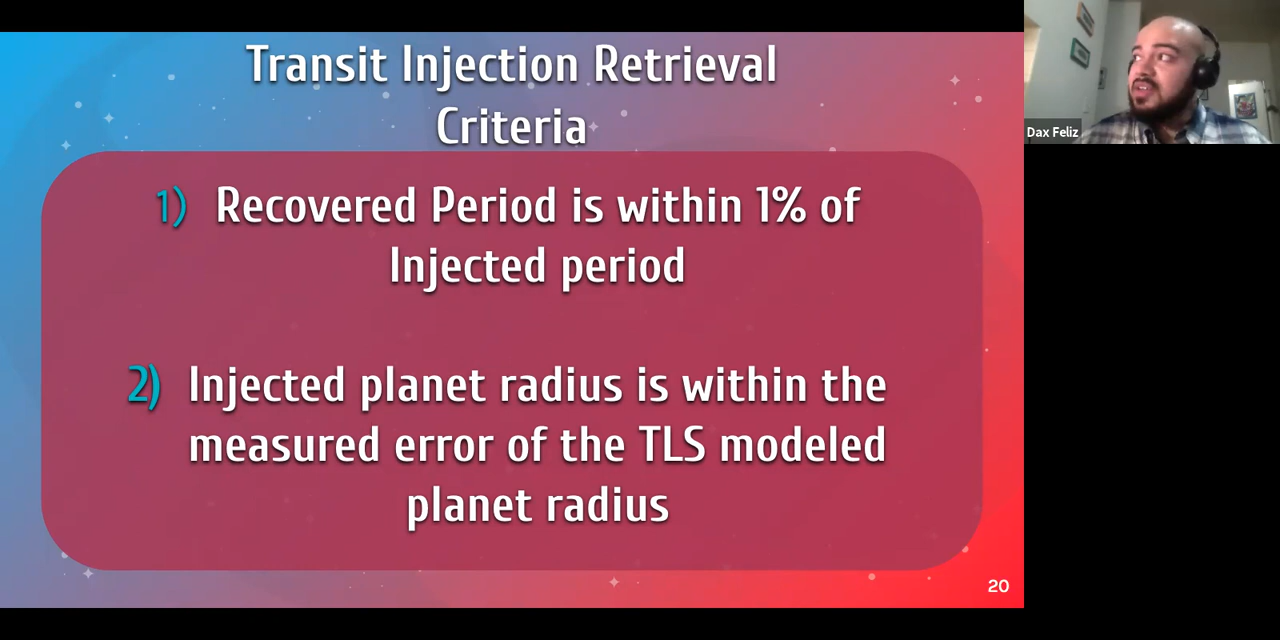 Transit Injection Retrieval
Criteria
1) Recovered Period is within 1% of
Injected period
2) Injected planet radius is within the
measured error of the TLS modeled
planet radius
20
Dax Feliz